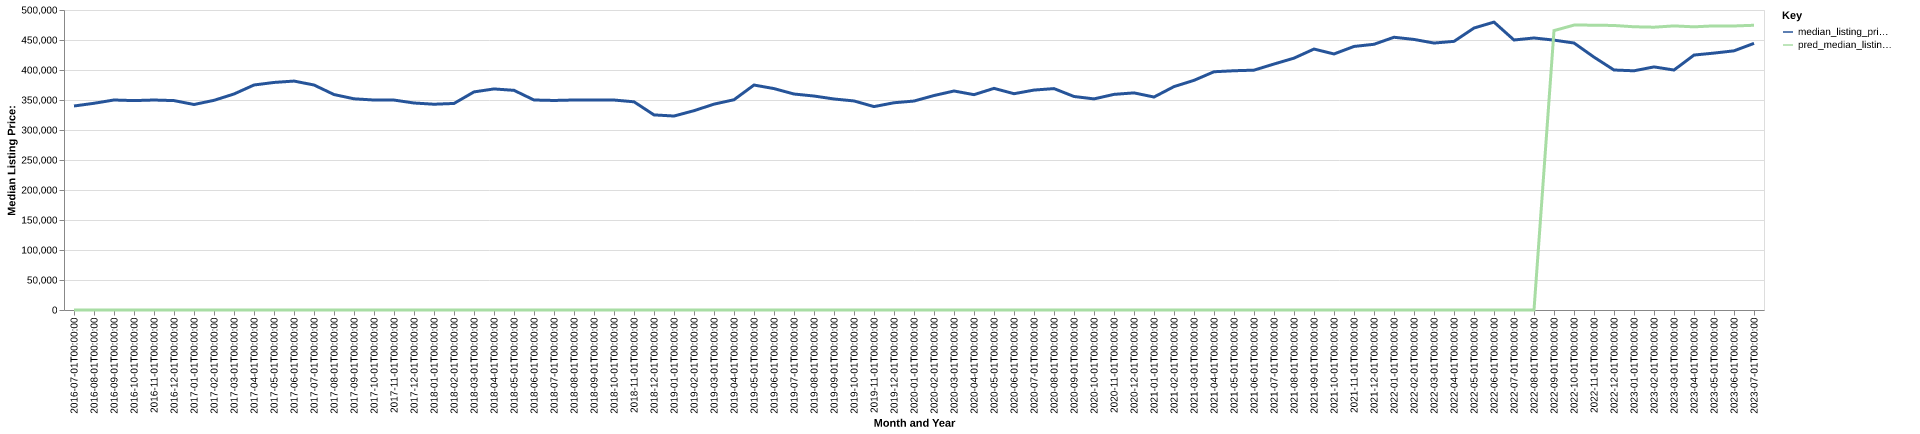 500,000
450,000
400,000
350,000
300,000
250,000
200,000
150,000
100,000
50,000
0
Median Listing Price:
2016-07-01T00:00:00
2016-08-01T00:00:00
2016-09-01T00:00:00
2016-10-01T00:00:00
2016-11-01T00:00:00
2016-12-01T00:00:00
2017-01-01T00:00:00
2017-02-01T00:00:00
2017-03-01T00:00:00
2017-04-01T00:00:00
2017-05-01T00:00:00
2017-06-01T00:00:00
2017-07-01T00:00:00
2017-08-01T00:00:00
2017-09-01T00:00:00
2017-10-01T00:00:00
2017-11-01T00:00:00
2017-12-01T00:00:00
2018-01-01T00:00:00
2018-02-01T00:00:00
2018-03-01T00:00:00
2018-04-01T00:00:00
2018-05-01T00:00:00
2018-06-01T00:00:00
2018-07-01T00:00:00
2018-08-01T00:00:00
2018-09-01T00:00:00
2018-10-01T00:00:00
2018-11-01T00:00:00
2018-12-01T00:00:00
2019-01-01T00:00:00
2019-02-01T00:00:00
2019-03-01T00:00:00
2019-04-01T00:00:00
2019-05-01T00:00:00
2019-06-01T00:00:00
2019-07-01T00:00:00
2019-08-01T00:00:00
2019-09-01T00:00:00
2019-10-01T00:00:00
2019-11-01T00:00:00
2019-12-01T00:00:00
2020-01-01T00:00:00
2020-02-01T00:00:00
2020-03-01T00:00:00
2020-04-01T00:00:00
2020-05-01T00:00:00
2020-06-01T00:00:00
2020-07-01T00:00:00
2020-08-01T00:00:00
2020-09-01T00:00:00
2020-10-01T00:00:00
2020-11-01T00:00:00
2020-12-01T00:00:00
2021-01-01T00:00:00
2021-02-01T00:00:00
2021-03-01T00:00:00
2021-04-01T00:00:00
2021-05-01T00:00:00
2021-06-01T00:00:00
2021-07-01T00:00:00
2021-08-01T00:00:00
2021-09-01T00:00:00
2021-10-01T00:00:00
2021-11-01T00:00:00
2021-12-01T00:00:00
2022-01-01T00:00:00
2022-02-01T00:00:00
2022-03-01T00:00:00
2022-04-01T00:00:00
2022-05-01T00:00:00
2022-06-01T00:00:00
2022-07-01T00:00:00
2022-08-01T00:00:00
2022-09-01T00:00:00
2022-10-01T00:00:00
2022-11-01T00:00:00
2022-12-01T00:00:00
2023-01-01T00:00:00
2023-02-01T00:00:00
2023-03-01T00:00:00
2023-04-01T00:00:00
2023-05-01T00:00:00
2023-06-01T00:00:00
2023-07-01T00:00:00
Month and Year
Key
median_listing_pri…
pred_median_listin…